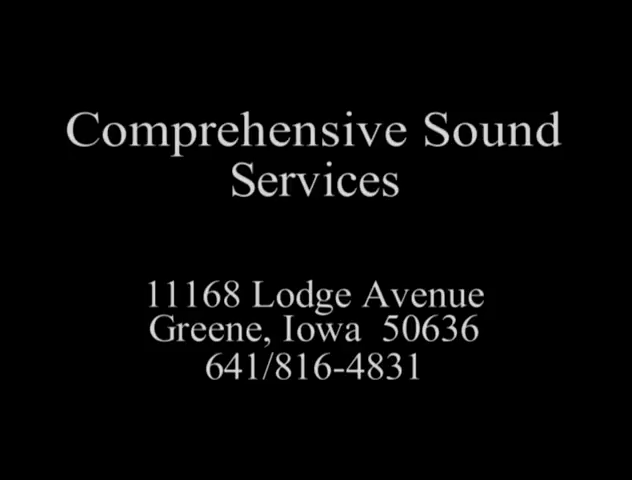 Comprehensive Sound
Services
11168 Lodge Avenue
Greene, Iowa  50636
641/816-4831